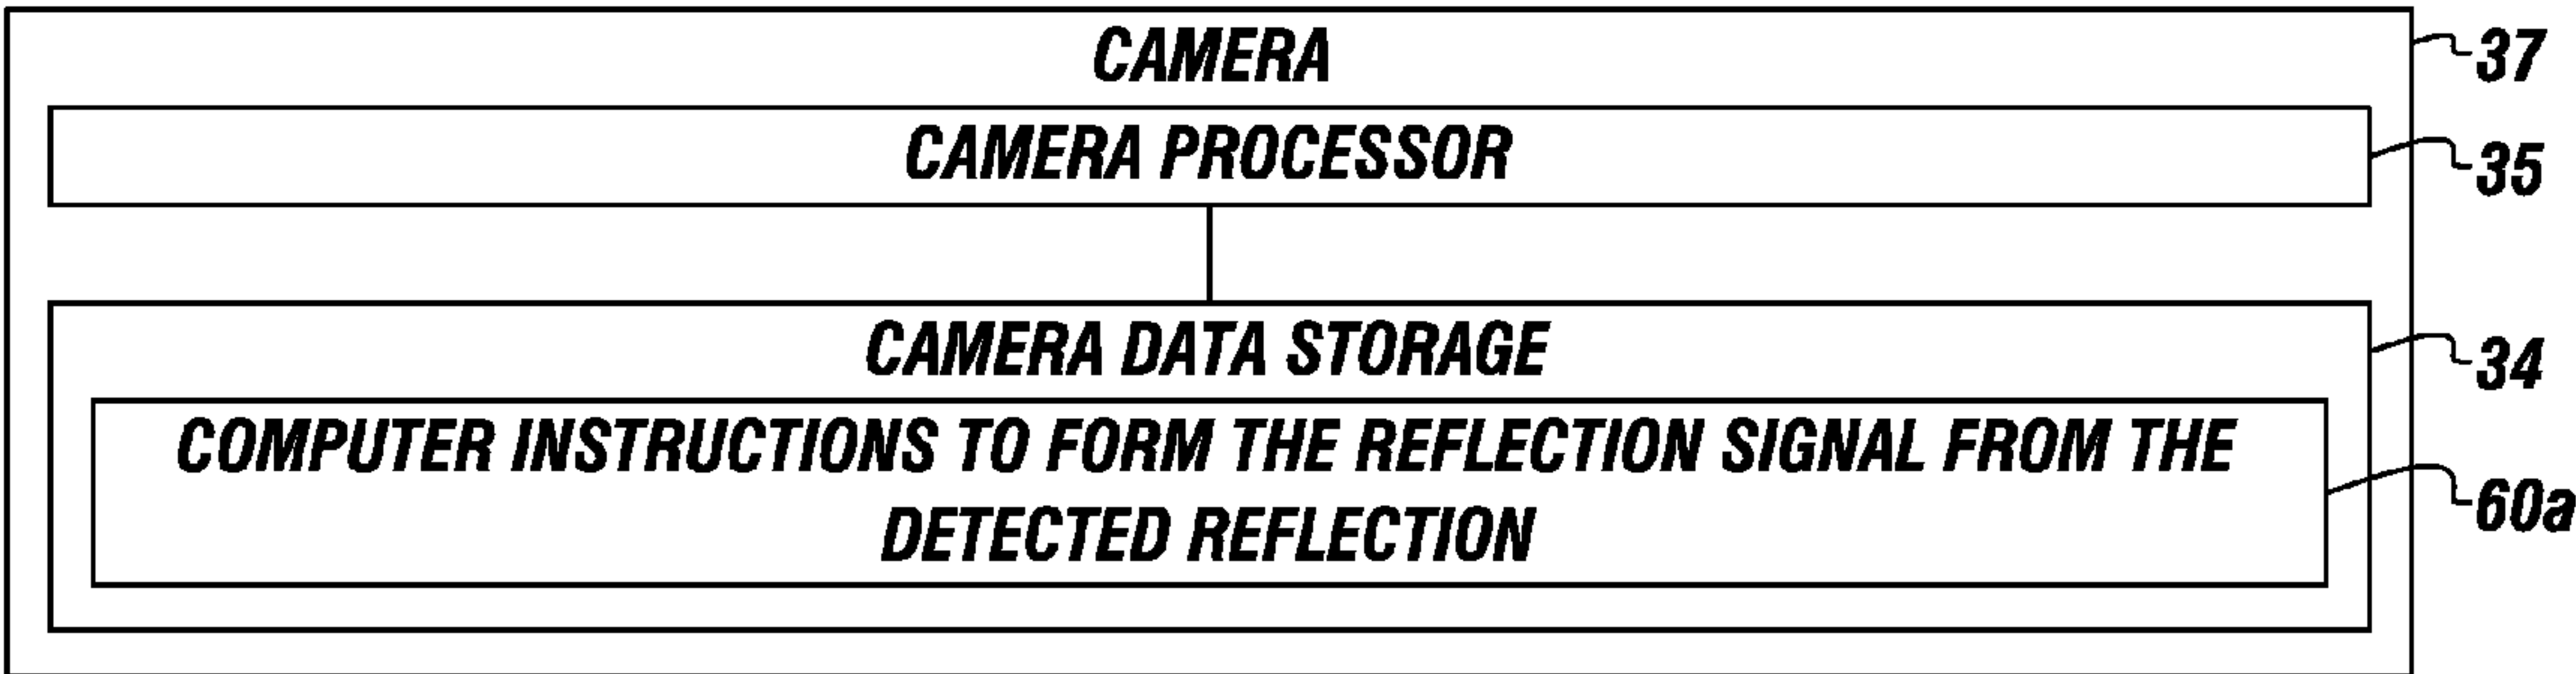 CAMERA
37
CAMERA PROCESSOR
35
CAMERA DATA STORAGE
34
COMPUTER INSTRUCTIONS TO FORM THE REFLECTION SIGNAL FROM THE
DETECTED REFLECTION
60a